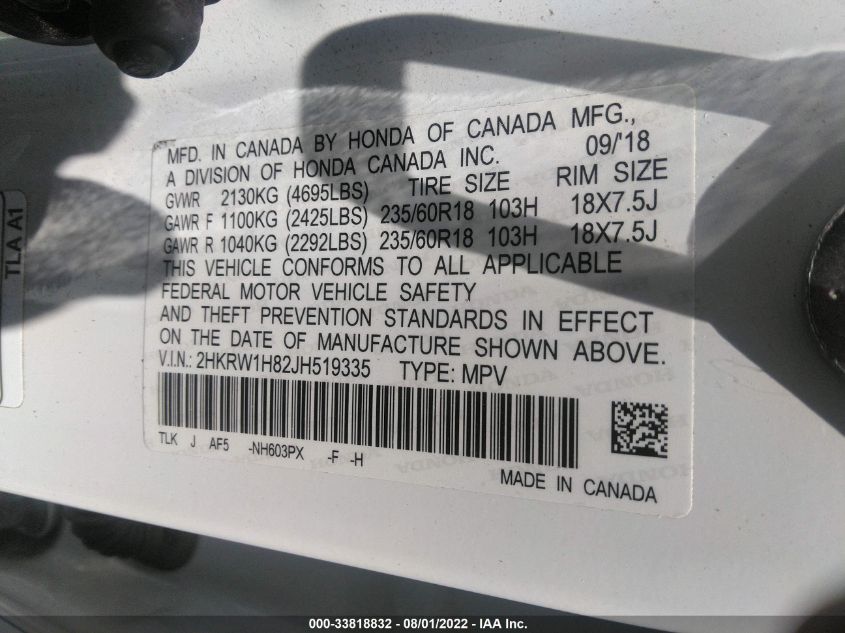 MFD. IN CANADA BY HONDA OF CANADA MFG.,
A DIVISION OF HONDA CANADA INC. 09/'18
GVWR 2130KG (4695LBS) TIRE SIZE RIM SIZE
GAWR F 1100KG (2425LBS) 235/60R18 103H 18X7.5J
GAWR R 1040KG (2292LBS) 235/60R18 103H 18X7.5J
THIS VEHICLE CONFORMS TO ALL APPLICABLE
FEDERAL MOTOR VEHICLE SAFETY
AND THEFT PREVENTION STANDARDS IN EFFECT
ON THE DATE OF MANUFACTURE SHOWN ABOVE.
V.I.N.: 2HKRW1H82JH519335 TYPE: MPV
TLK J AF5 -NH603PX -F -H
MADE IN CANADA
TLA A1
000-33818832 - 08/01/2022 - IAA Inc.